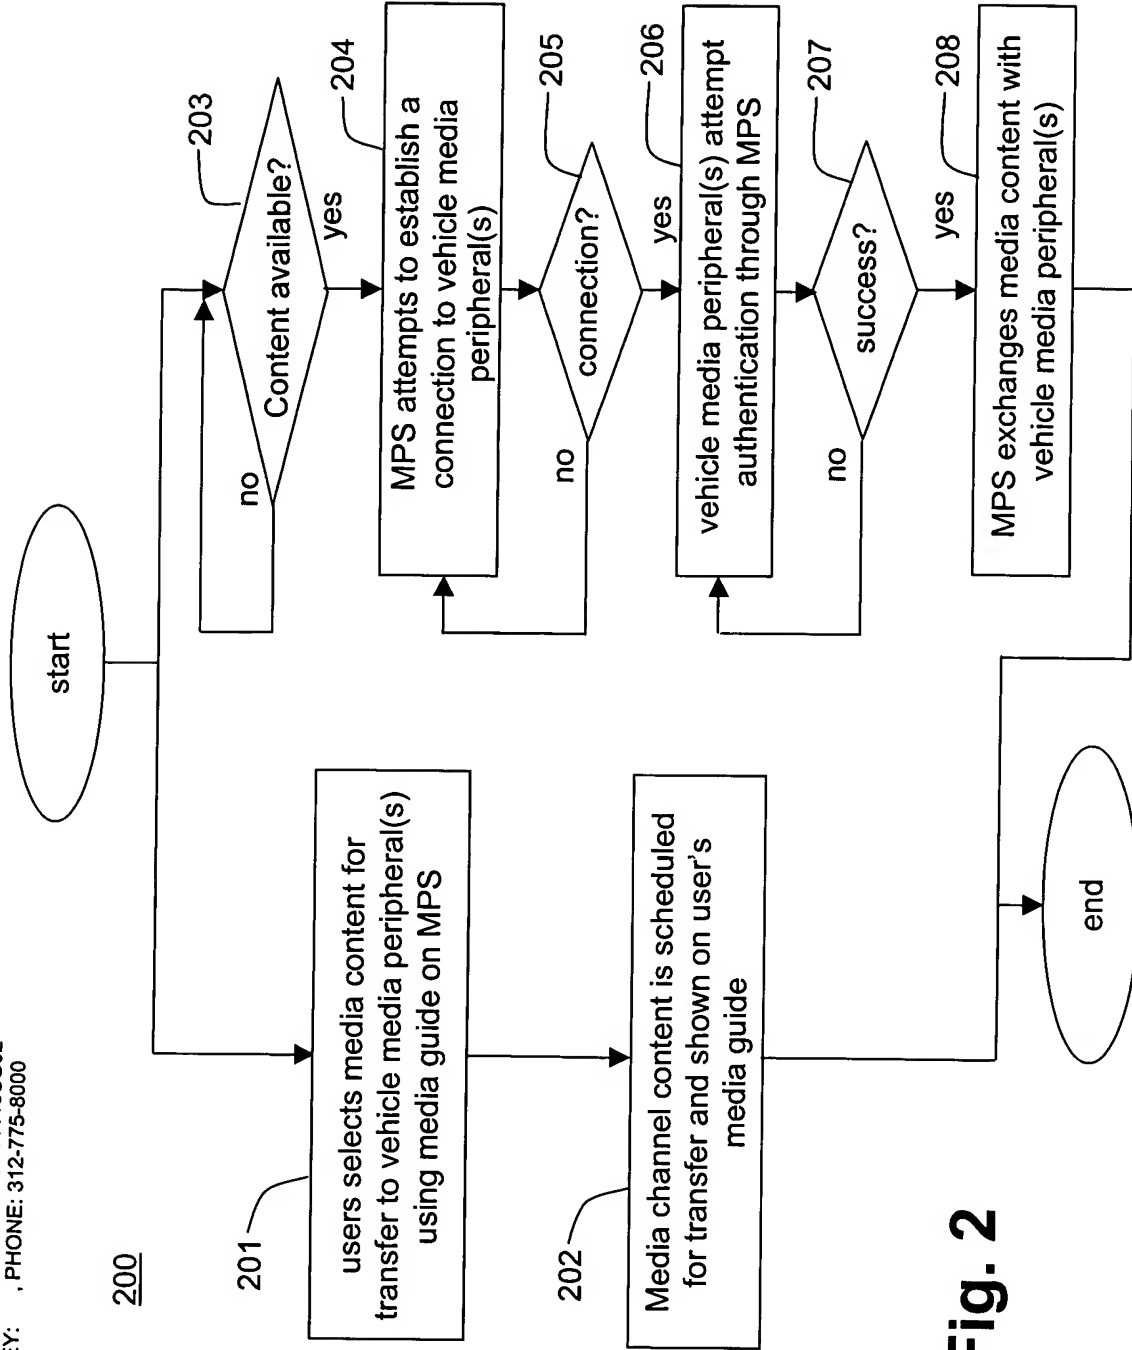 , PHONE: 312-775-8000
200
start
201
users selects media content for
transfer to vehicle media peripheral(s)
using media guide on MPS
202
Media channel content is scheduled
for transfer and shown on user's
media guide
203
Content available?
no
yes
204
MPS attempts to establish a
connection to vehicle media
peripheral(s)
205
connection?
no
yes
206
vehicle media peripheral(s) attempt
authentication through MPS
207
success?
no
yes
208
MPS exchanges media content with
vehicle media peripheral(s)
end
Fig. 2